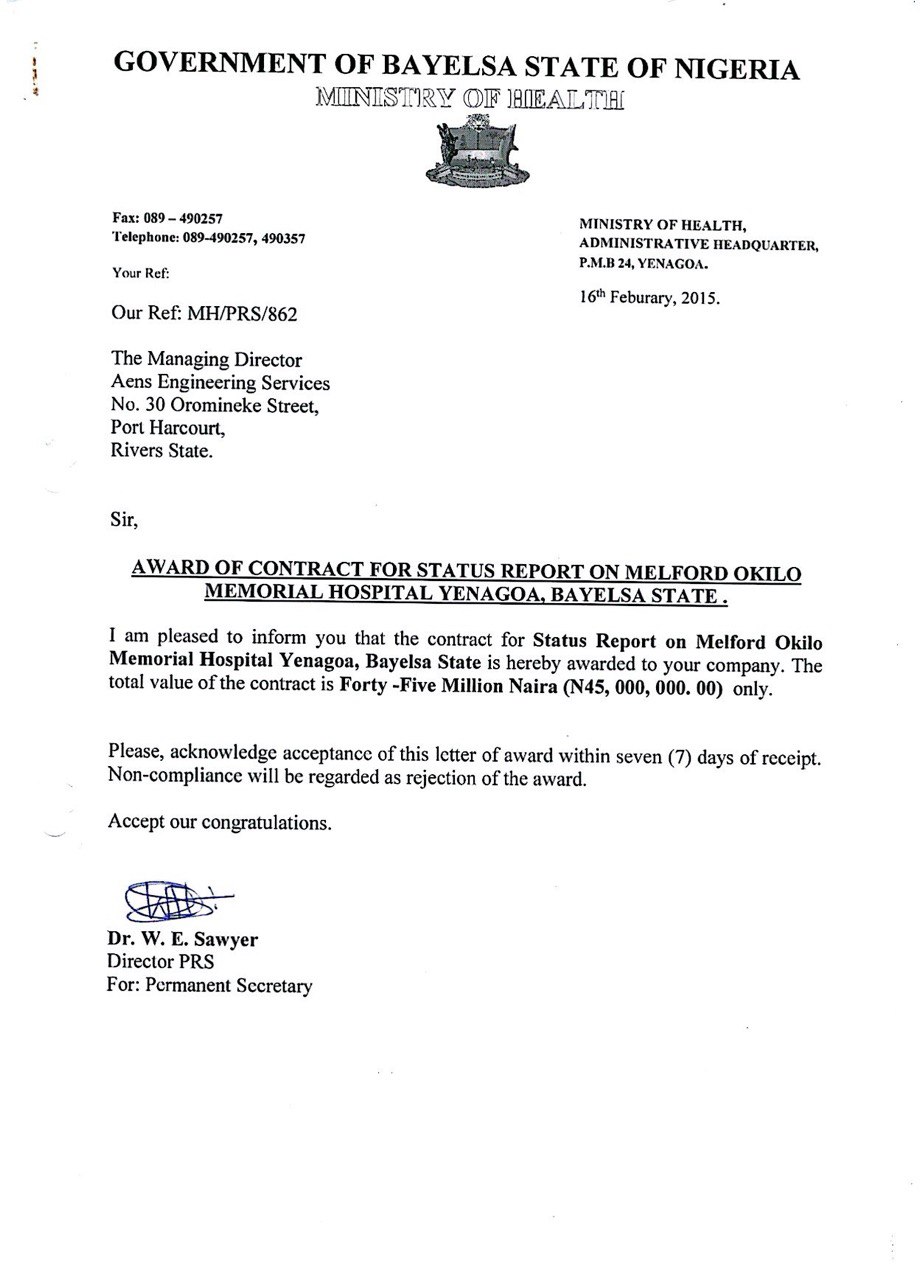 GOVERNMENT OF BAYELSA STATE OF NIGERIA
MINISTRY OF HEALTH
Fax: 089 – 490257
Telephone: 089-490257, 490357
Your Ref:
Our Ref: MH/PRS/862
MINISTRY OF HEALTH,
ADMINISTRATIVE HEADQUARTER,
P.M.B 24, YENAGOA.
16th Feburary, 2015.
The Managing Director
Aens Engineering Services
No. 30 Oromineke Street,
Port Harcourt,
Rivers State.
Sir,
AWARD OF CONTRACT FOR STATUS REPORT ON MELFORD OKILO
MEMORIAL HOSPITAL YENAGOA, BAYELSA STATE .
I am pleased to inform you that the contract for Status Report on Melford Okilo
Memorial Hospital Yenagoa, Bayelsa State is hereby awarded to your company. The
total value of the contract is Forty -Five Million Naira (N45, 000, 000. 00) only.
Please, acknowledge acceptance of this letter of award within seven (7) days of receipt.
Non-compliance will be regarded as rejection of the award.
Accept our congratulations.
Dr. W. E. Sawyer
Director PRS
For: Permanent Secretary